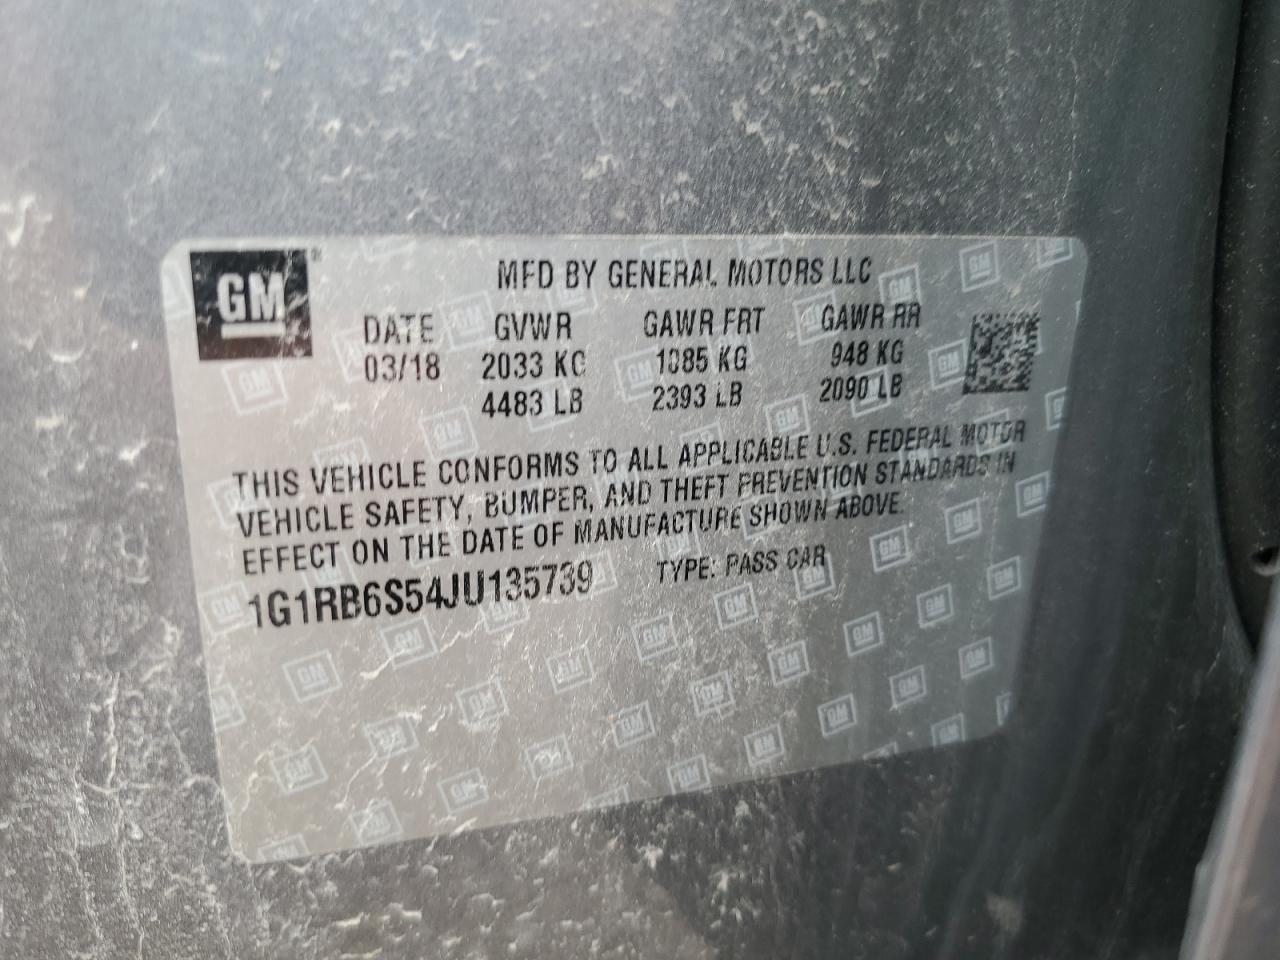 GM
MFD BY GENERAL MOTORS LLC
DATE GVWR GAWR FRT GAWR RR
03/18 2033 KG 1085 KG 948 KG
4483 LB 2393 LB 2090 LB
THIS VEHICLE CONFORMS TO ALL APPLICABLE U.S. FEDERAL MOTOR
VEHICLE SAFETY, BUMPER, AND THEFT PREVENTION STANDARDS IN
EFFECT ON THE DATE OF MANUFACTURE SHOWN ABOVE.
1G1RB6S54JU135739 TYPE: PASS CAR